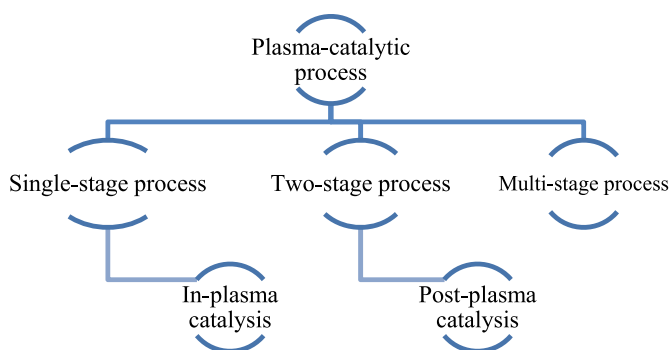 Plasma-catalytic
process
Single-stage process
Two-stage process
Multi-stage process
In-plasma
catalysis
Post-plasma
catalysis